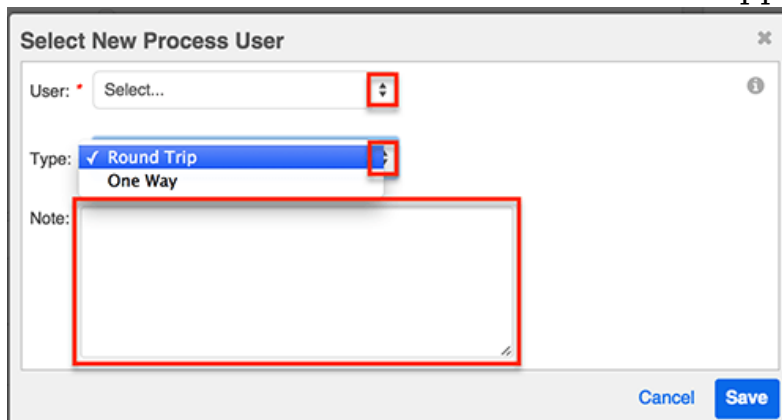 Select New Process User
User: * Select...
Type: ✓ Round Trip
One Way
Note:
Cancel Save